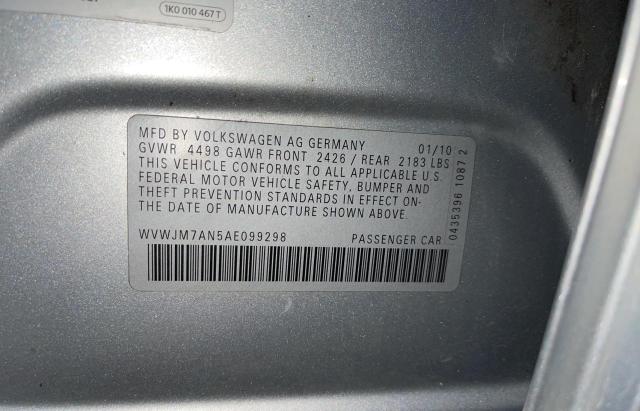 1K0 010 467 T
MFD BY VOLKSWAGEN AG GERMANY 01/10
GVWR 4498 GAWR FRONT 2426 / REAR 2183 LBS
THIS VEHICLE CONFORMS TO ALL APPLICABLE U.S.
FEDERAL MOTOR VEHICLE SAFETY, BUMPER AND
THEFT PREVENTION STANDARDS IN EFFECT ON-
THE DATE OF MANUFACTURE SHOWN ABOVE.
WVWJM7AN5AE099298 PASSENGER CAR
0435396 1087 2